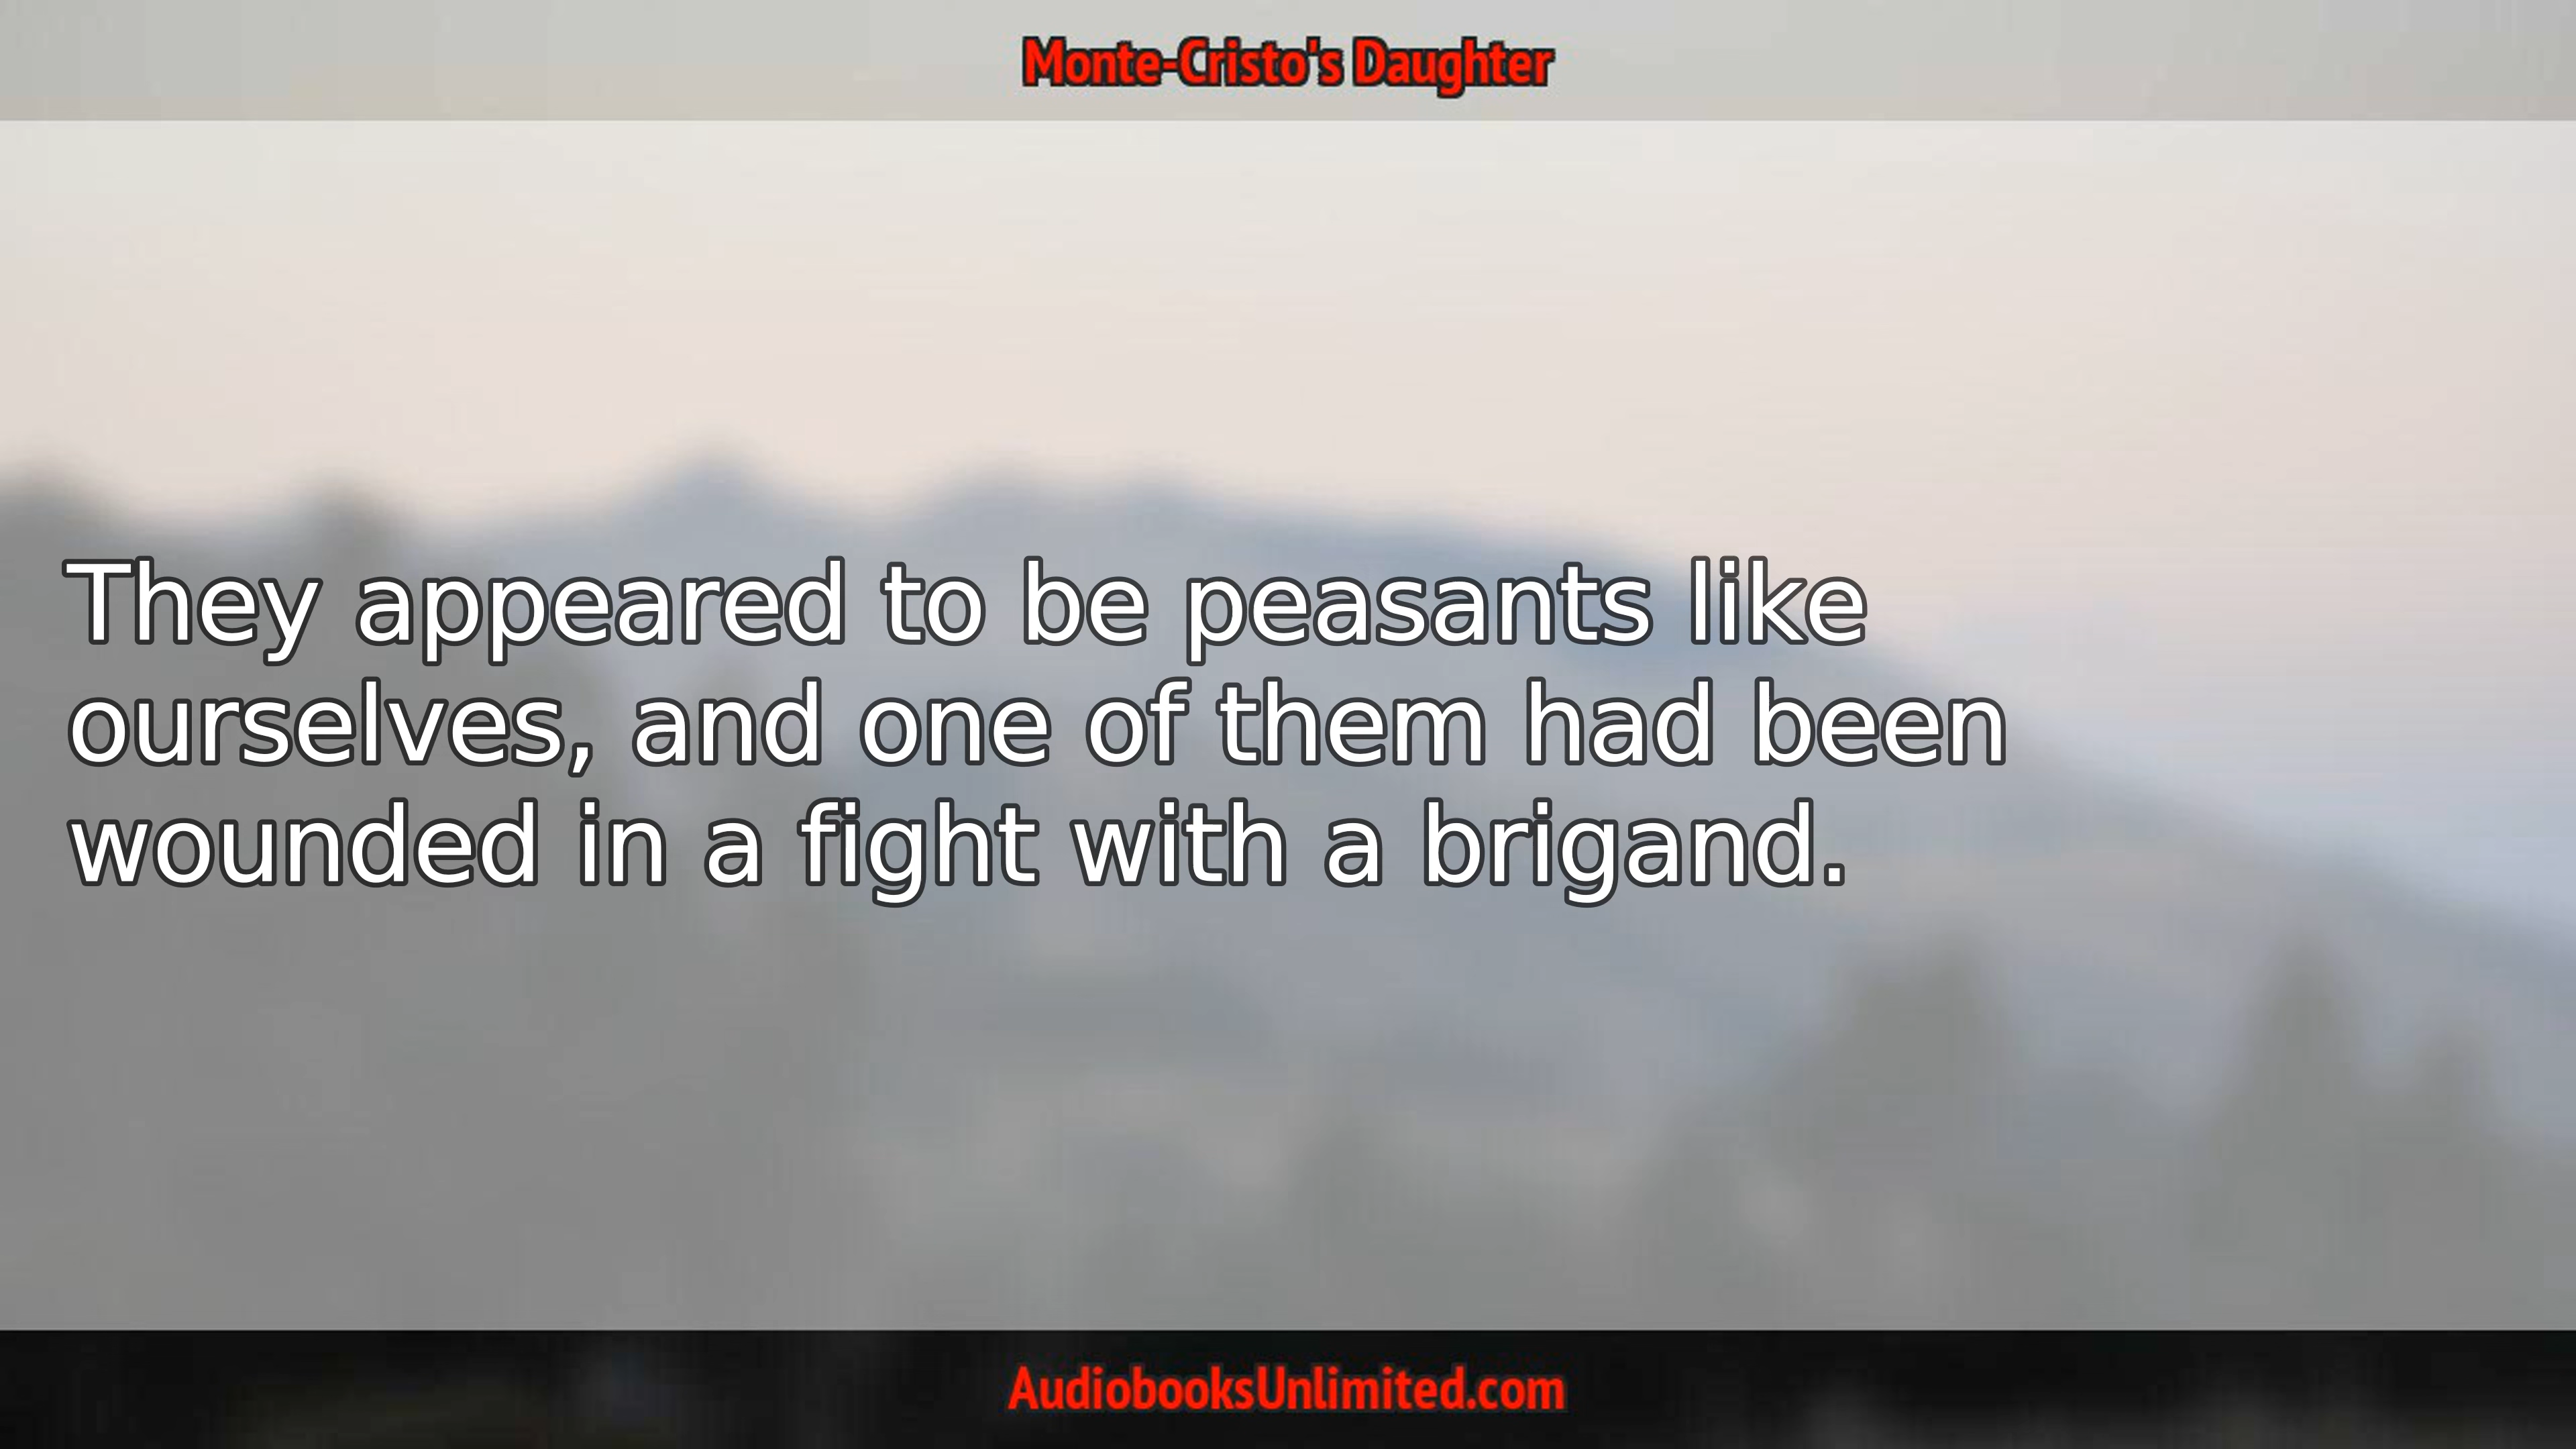 Monte-Cristo's Daughter
They appeared to be peasants like
ourselves, and one of them had been
wounded in a fight with a brigand.
AudiobooksUnlimited.com